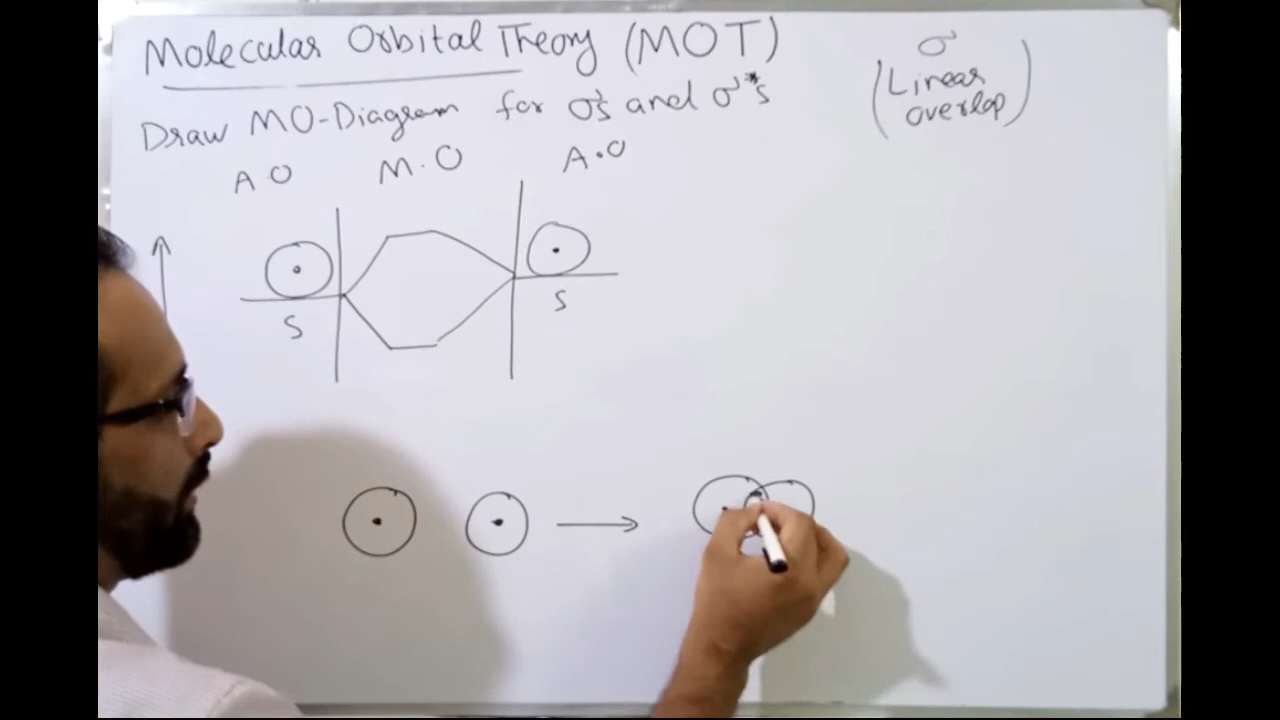 Molecular Orbital Theory (MOT)
Draw MO-Diagram for σs and σ*s
σ
(Linear
overlap)
A O M.O A.O
S S